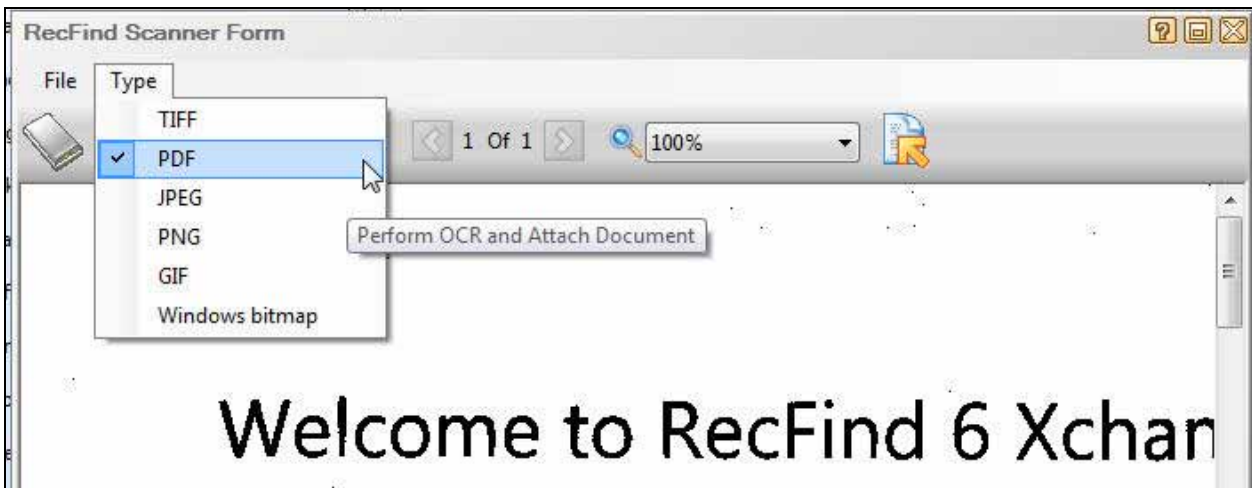 RecFind Scanner Form
File Type
TIFF
PDF
JPEG
PNG
GIF
Windows bitmap
1 Of 1
100%
Perform OCR and Attach Document
Welcome to RecFind 6 Xchan